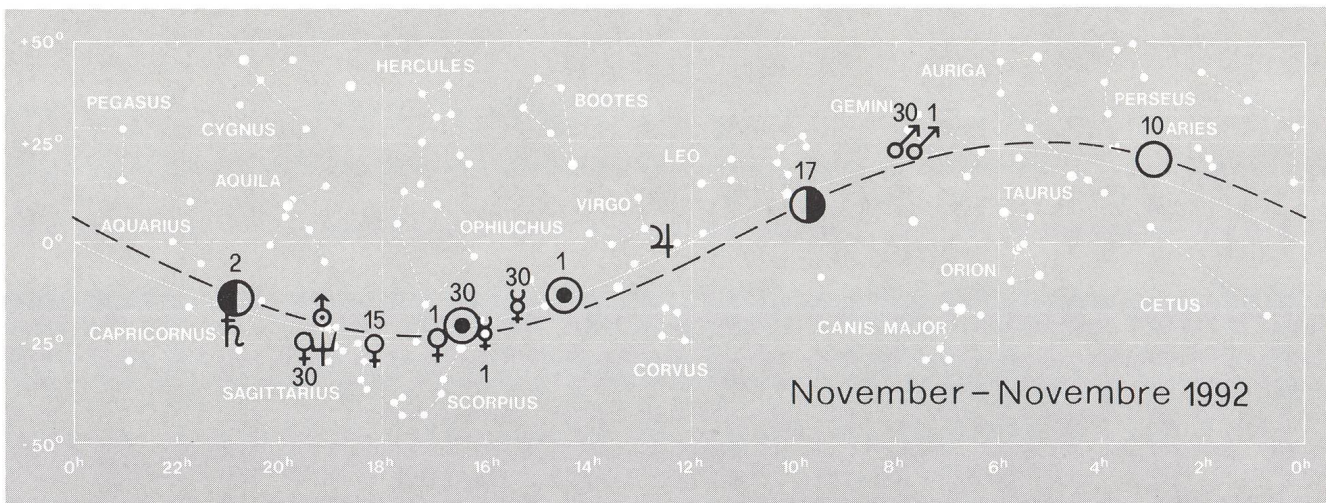 +50°
HERCULES
AURIGA
PEGASUS
BOOTES
GEMINI
PERSEUS
CYGNUS
30 1
10
ARIES
+25°
LEO
AQUILA
17
TAURUS
VIRGO
AQUARIUS
OPHIUCHUS
0°
2
1
30
ORION
30
15
1
CETUS
CAPRICORNUS
CANIS MAJOR
-25°
30
1
CORVUS
SAGITTARIUS
SCORPIUS
November – Novembre 1992
-50°
0h 22h 20h 18h 16h 14h 12h 10h 8h 6h 4h 2h 0h